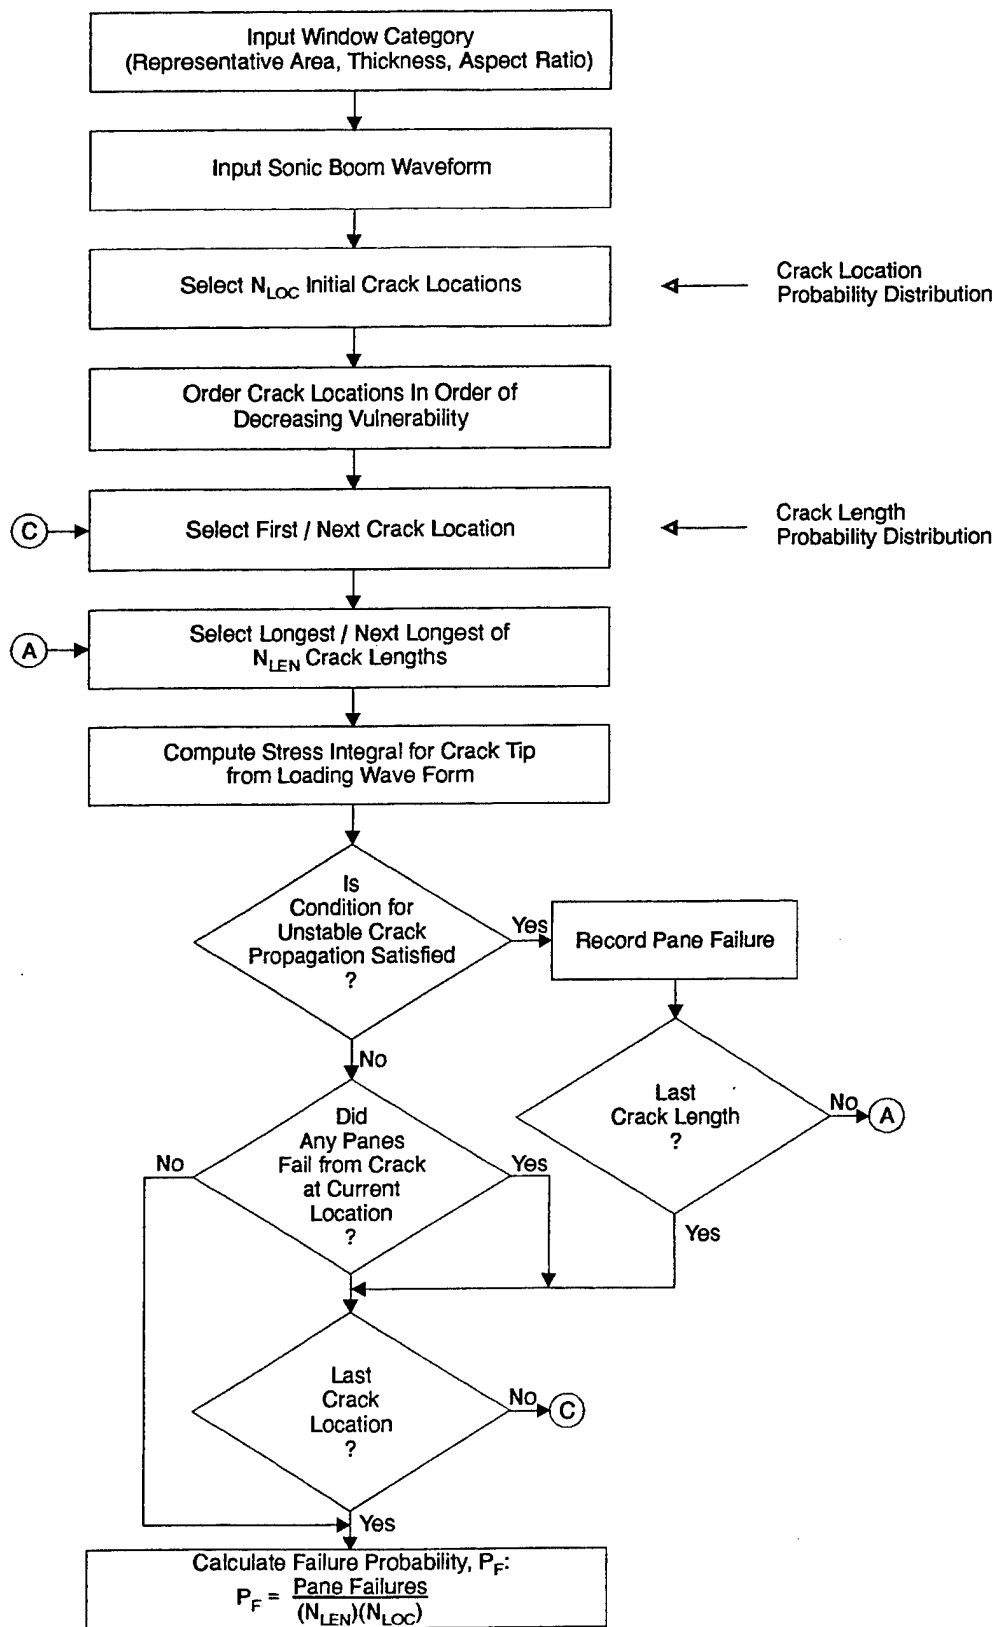 Input Window Category
(Representative Area, Thickness, Aspect Ratio)
Input Sonic Boom Waveform
Select N_LOC Initial Crack Locations
Crack Location
Probability Distribution
Order Crack Locations In Order of
Decreasing Vulnerability
C
Select First / Next Crack Location
Crack Length
Probability Distribution
A
Select Longest / Next Longest of
N_LEN Crack Lengths
Compute Stress Integral for Crack Tip
from Loading Wave Form
Is
Condition for
Unstable Crack
Propagation Satisfied
?
Yes
Record Pane Failure
No
Last
Crack Length
?
No
A
Yes
Did
Any Panes
Fail from Crack
at Current
Location
?
No
Yes
Last
Crack
Location
?
No
C
Yes
Calculate Failure Probability, P_F:
P_F = Pane Failures
(N_LEN)(N_LOC)